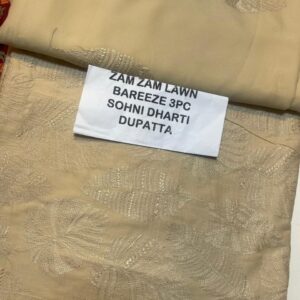 ZAM ZAM LAWN
BAREEZE 3PC
SOHNI DHARTI
DUPATTA